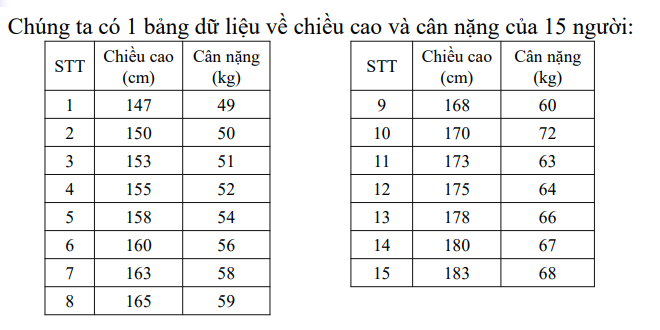 Chúng ta có 1 bảng dữ liệu về chiều cao và cân nặng của 15 người:
STT Chiều cao (cm) Cân nặng (kg)
1 147 49
2 150 50
3 153 51
4 155 52
5 158 54
6 160 56
7 163 58
8 165 59
STT Chiều cao (cm) Cân nặng (kg)
9 168 60
10 170 72
11 173 63
12 175 64
13 178 66
14 180 67
15 183 68